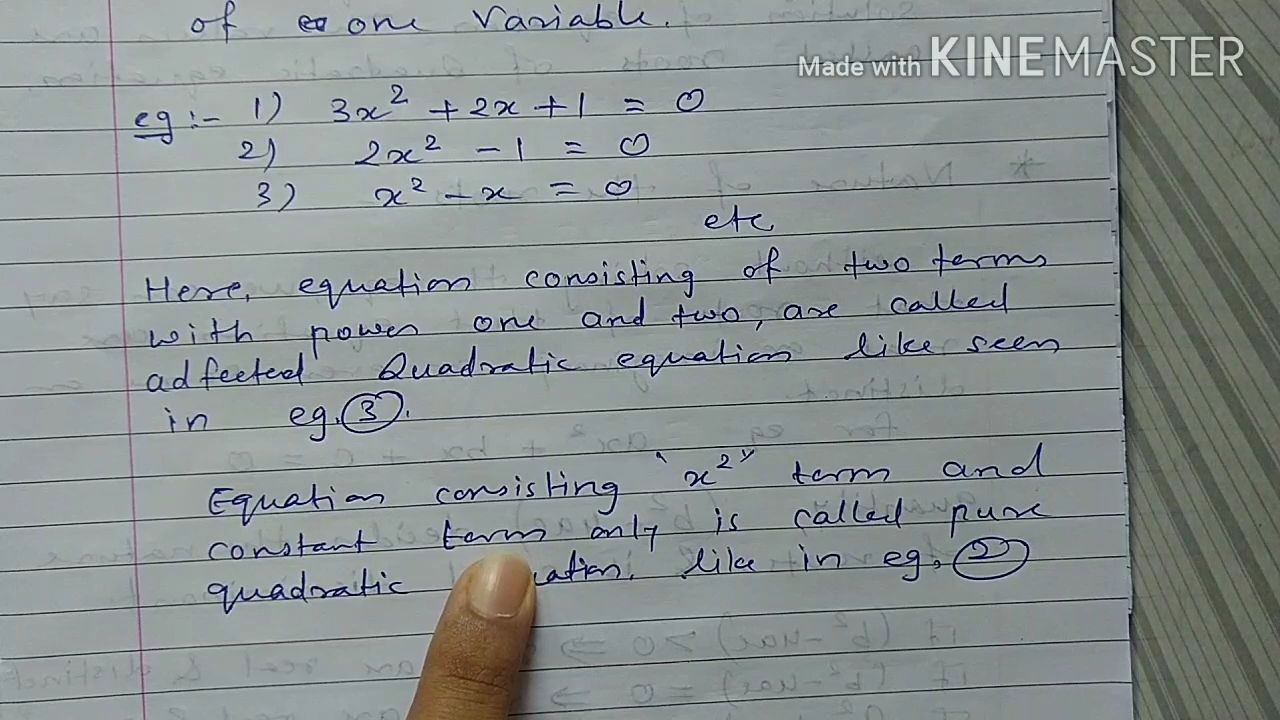 of one variable.
Made with KINEMASTER
eg :- 1) 3x² + 2x + 1 = 0
2) 2x² - 1 = 0
3) x² - x = 0
etc
Here, equation consisting of two terms
with power one and two, are called
adfected Quadratic equation like seen
in eg. 3.
Equation consisting 'x²' term and
constant term only is called pure
quadratic uation. like in eg. 2